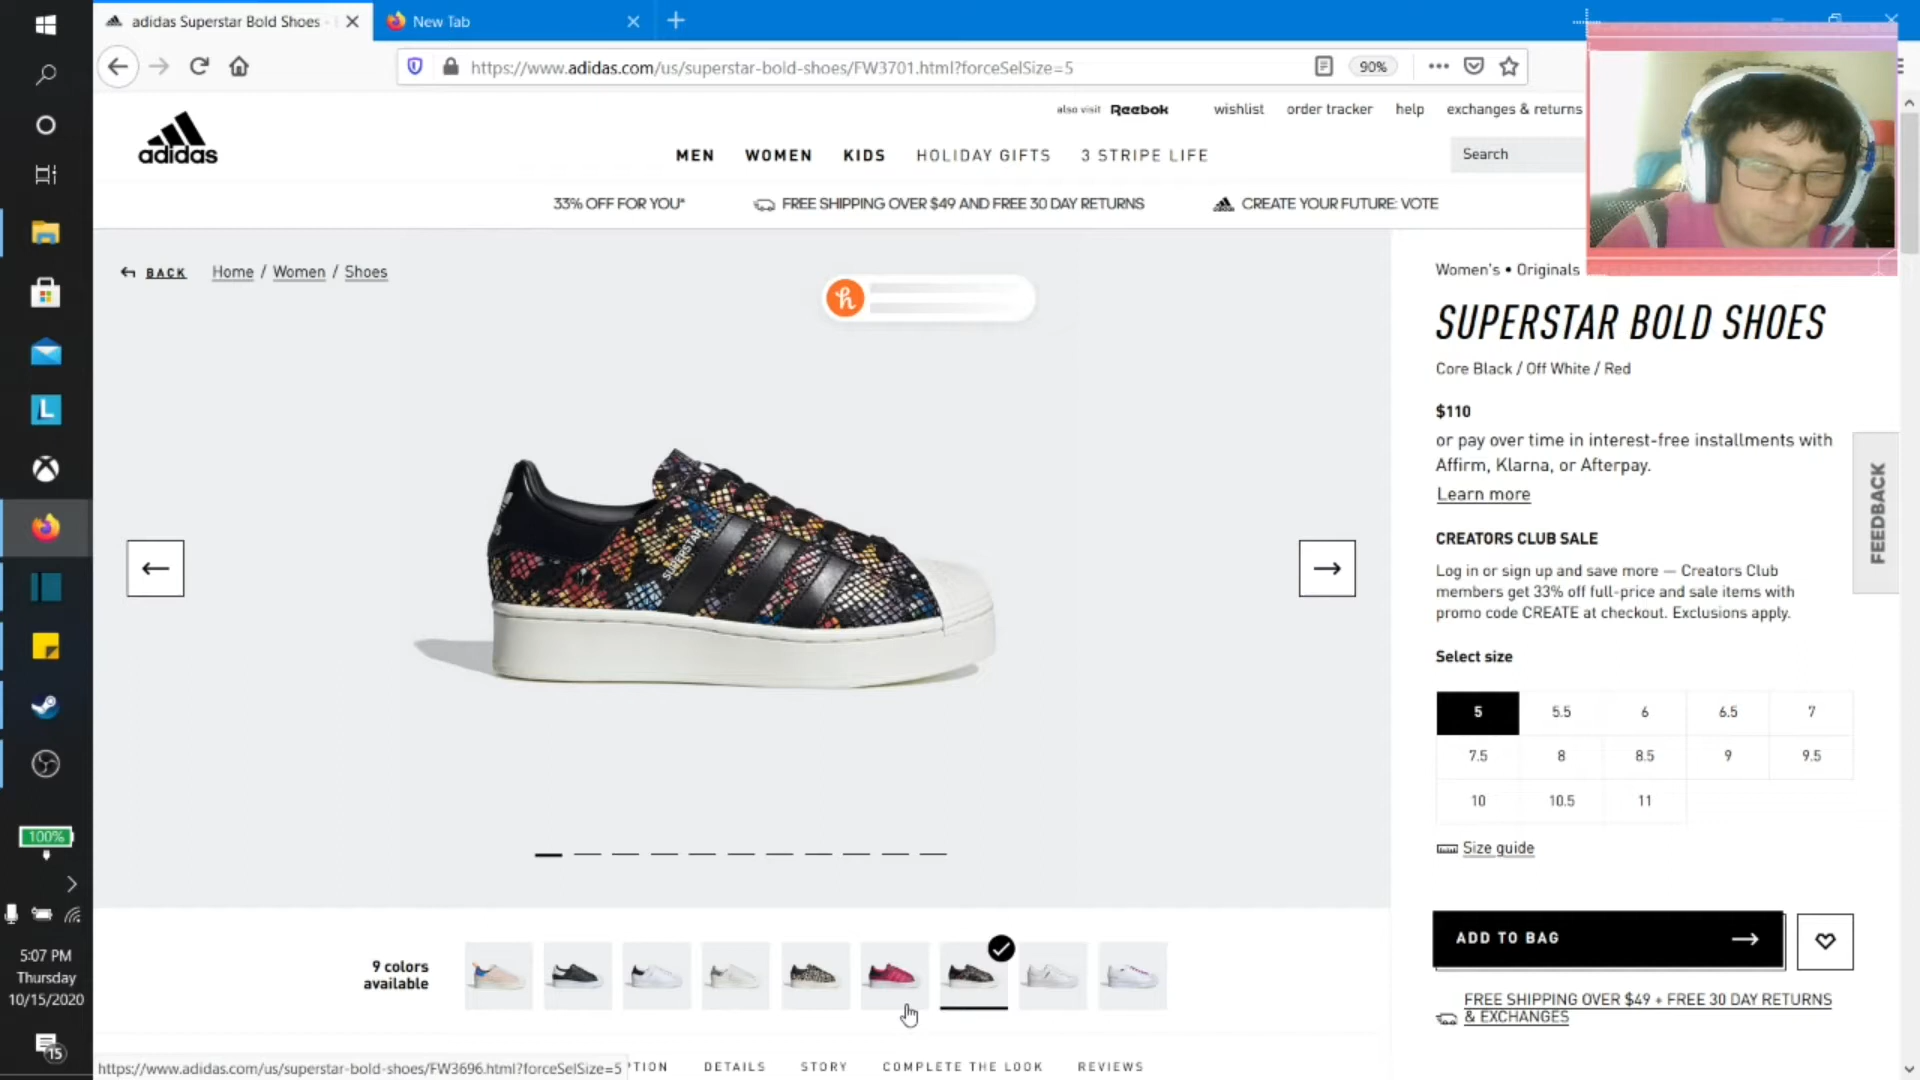 adidas Superstar Bold Shoes -
New Tab
https://www.adidas.com/us/superstar-bold-shoes/FW3701.html?forceSelSize=5
90%
also visit Reebok
wishlist
order tracker
help
exchanges & returns
adidas
MEN
WOMEN
KIDS
HOLIDAY GIFTS
3 STRIPE LIFE
Search
33% OFF FOR YOU*
FREE SHIPPING OVER $49 AND FREE 30 DAY RETURNS
CREATE YOUR FUTURE: VOTE
BACK
Home / Women / Shoes
h
Women's • Originals
SUPERSTAR BOLD SHOES
Core Black / Off White / Red
$110
or pay over time in interest-free installments with
Affirm, Klarna, or Afterpay.
Learn more
CREATORS CLUB SALE
Log in or sign up and save more — Creators Club
members get 33% off full-price and sale items with
promo code CREATE at checkout. Exclusions apply.
FEEDBACK
SUPERSTAR
Select size
5 5.5 6 6.5 7
7.5 8 8.5 9 9.5
10 10.5 11
Size guide
ADD TO BAG
FREE SHIPPING OVER $49 + FREE 30 DAY RETURNS
& EXCHANGES
9 colors
available
PTION
DETAILS
STORY
COMPLETE THE LOOK
REVIEWS
https://www.adidas.com/us/superstar-bold-shoes/FW3696.html?forceSelSize=5
L
100%
5:07 PM
Thursday
10/15/2020
15